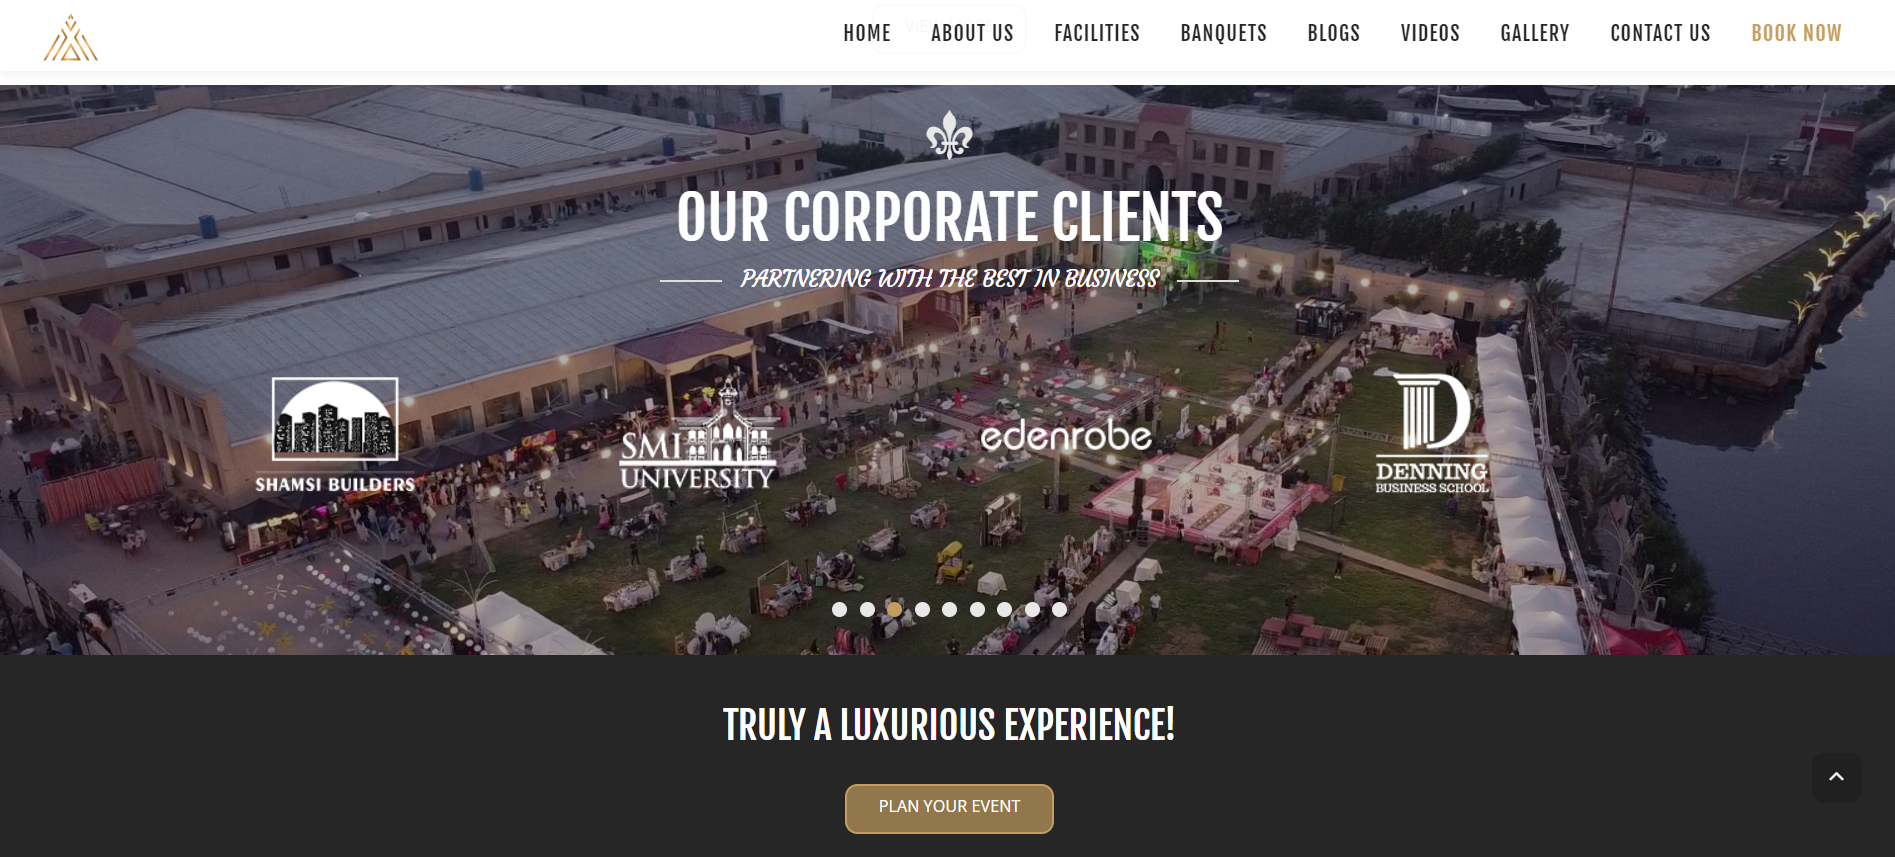 HOME ABOUT US FACILITIES BANQUETS BLOGS VIDEOS GALLERY CONTACT US BOOK NOW
OUR CORPORATE CLIENTS
PARTNERING WITH THE BEST IN BUSINESS
SHAMSI BUILDERS
SMI
UNIVERSITY
edenrobe
D
DENNING
BUSINESS SCHOOL
TRULY A LUXURIOUS EXPERIENCE!
PLAN YOUR EVENT